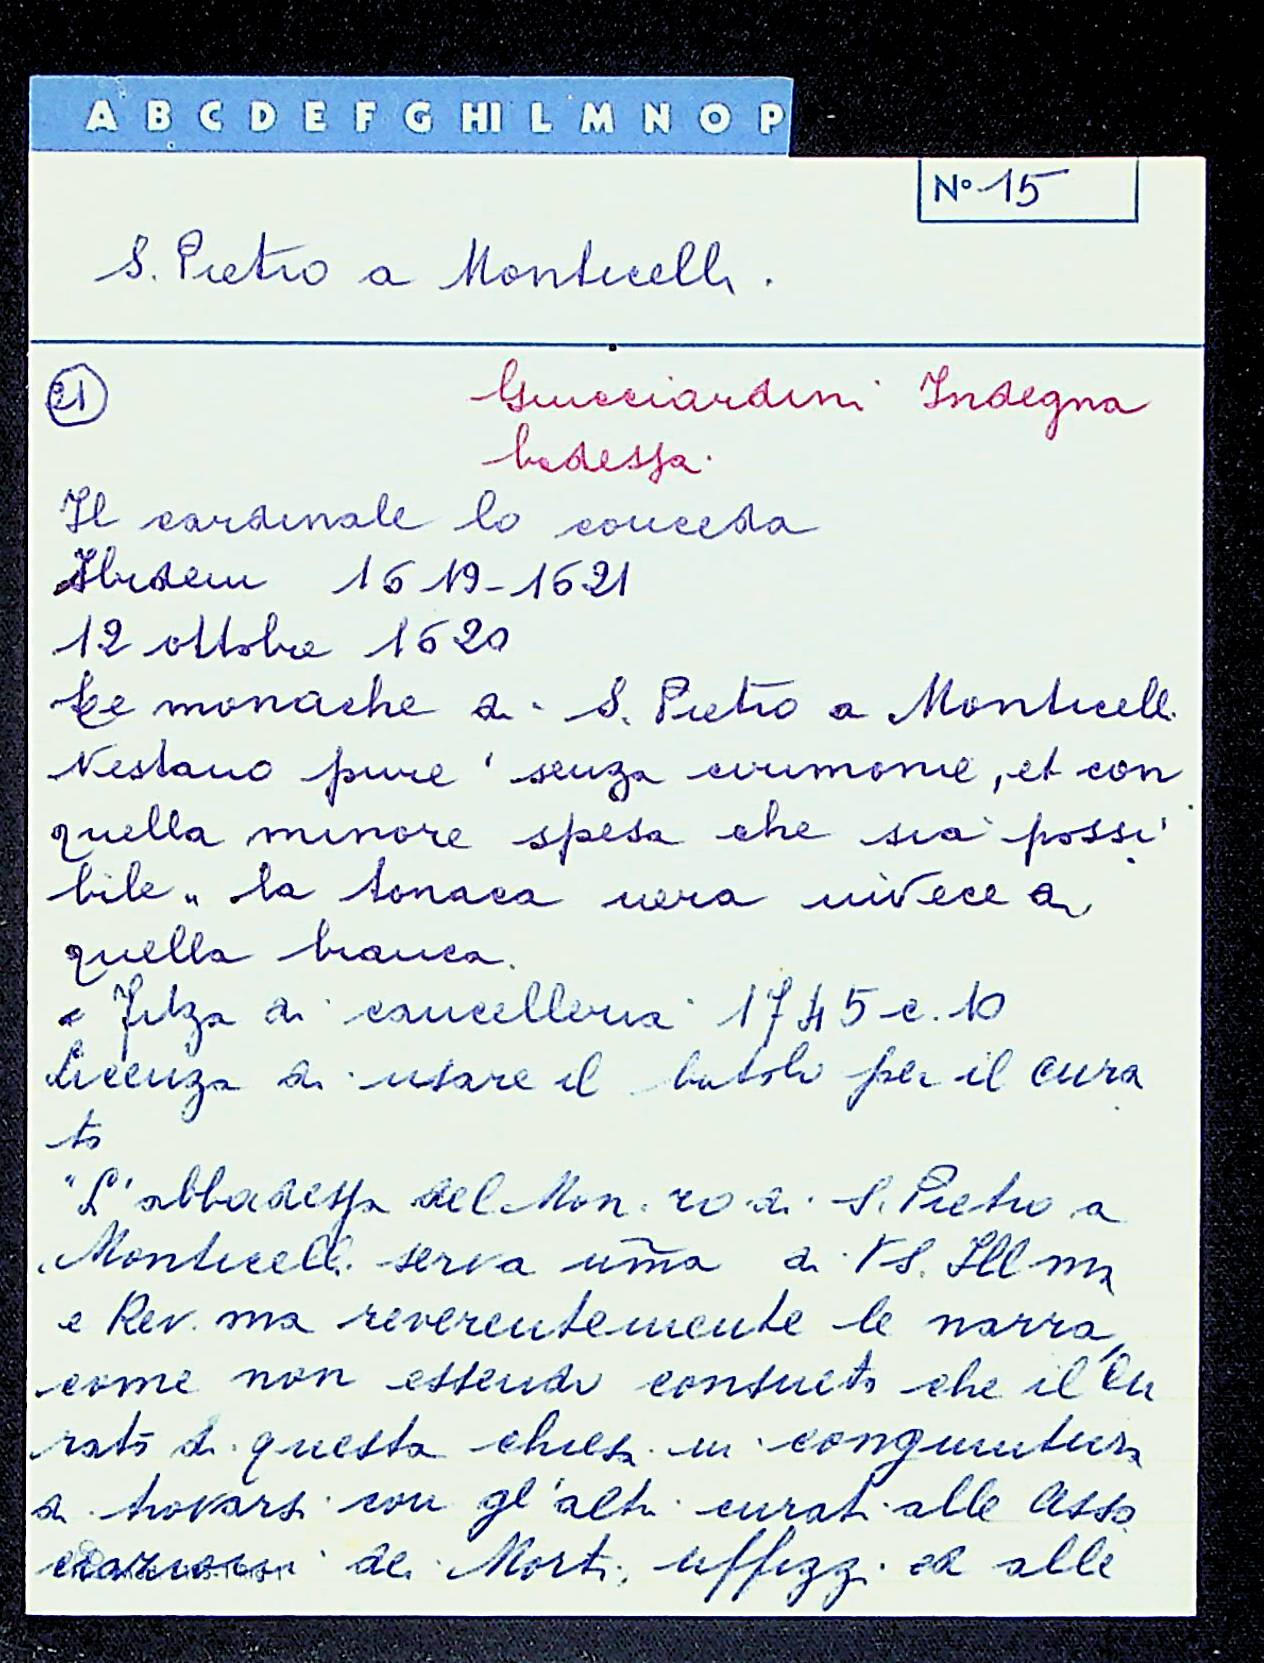 A B C D E F G HI L M N O P
Nº 15
S. Pietro a Monticelli.
21
Guicciardini Indegna
badessa.
Il cardinale lo conceda
Ibidem 1619-1621
12 ottobre 1620
Le monache di S. Pietro a Monticelli
vestano pure "senza cirimonie, et con
quella minore spesa che sia possi
bile" la tonaca nera invece di
quella bianca.
e Filza di cancelleria 1745 c. 10
Licenza di usare il batolo per il cura
to
"L'abbadessa del Mon.ro di S. Pietro a
Monticelli serva um̃a di VS. Ill ma
e Rev. ma reverentemente le narra,
come non essendo consueto che il Cu
rato di questa chiesa in congiuntura
di trovarsi con gl'altri curati alle Asso
ciazioni dei Morti, uffizzi ed alle